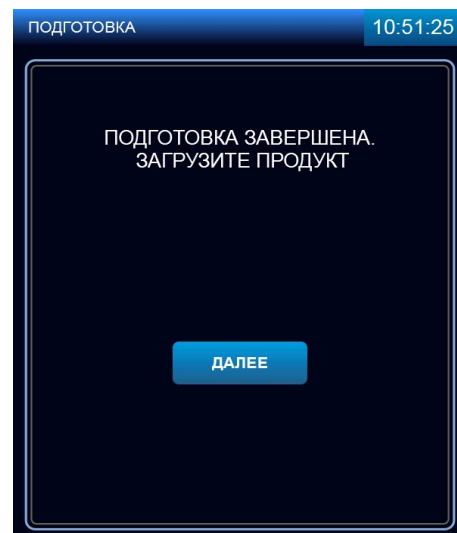 ПОДГОТОВКА 10:51:25
ПОДГОТОВКА ЗАВЕРШЕНА.
ЗАГРУЗИТЕ ПРОДУКТ
ДАЛЕЕ